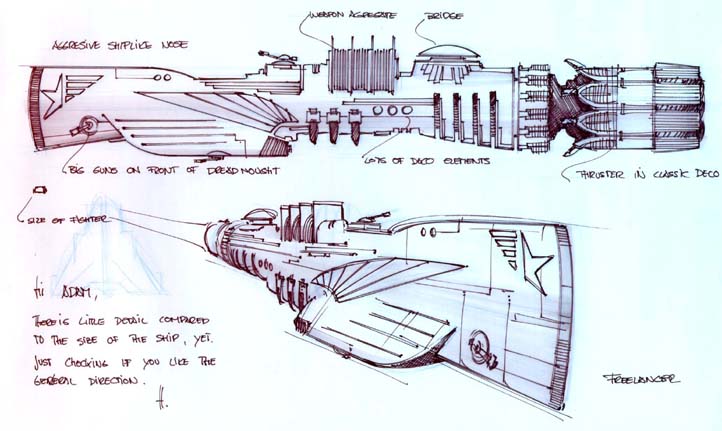 WEAPON AGGREGATE
BRIDGE
AGGRESIVE SHIPLIKE NOSE
BIG GUNS ON FRONT OF DREADNOUGHT
LOTS OF DECO ELEMENTS
THRUSTER IN CLASSIC DECO
SIZE OF FIGHTER
Hi ADAM,
THERE IS LITTLE DETAIL COMPARED
TO THE SIZE OF THE SHIP, YET.
JUST CHECKING IF YOU LIKE THE
GENERAL DIRECTION.
H.
FREELANCER